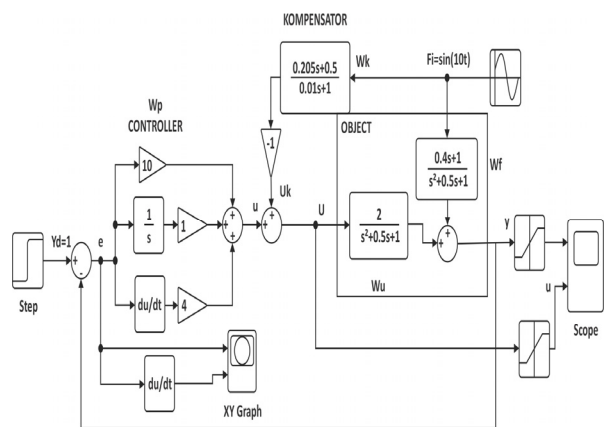 KOMPENSATOR
0.205s+0.5
0.01s+1
Wk
Fi=sin(10t)
Wp
CONTROLLER
-1
OBJECT
0.4s+1
s²+0.5s+1
Wf
10
Uk
u
U
1
s
1
2
s²+0.5s+1
y
Yd=1
e
+
+
+
+
+
+
+
+
-
Step
du/dt
4
Wu
u
Scope
du/dt
XY Graph